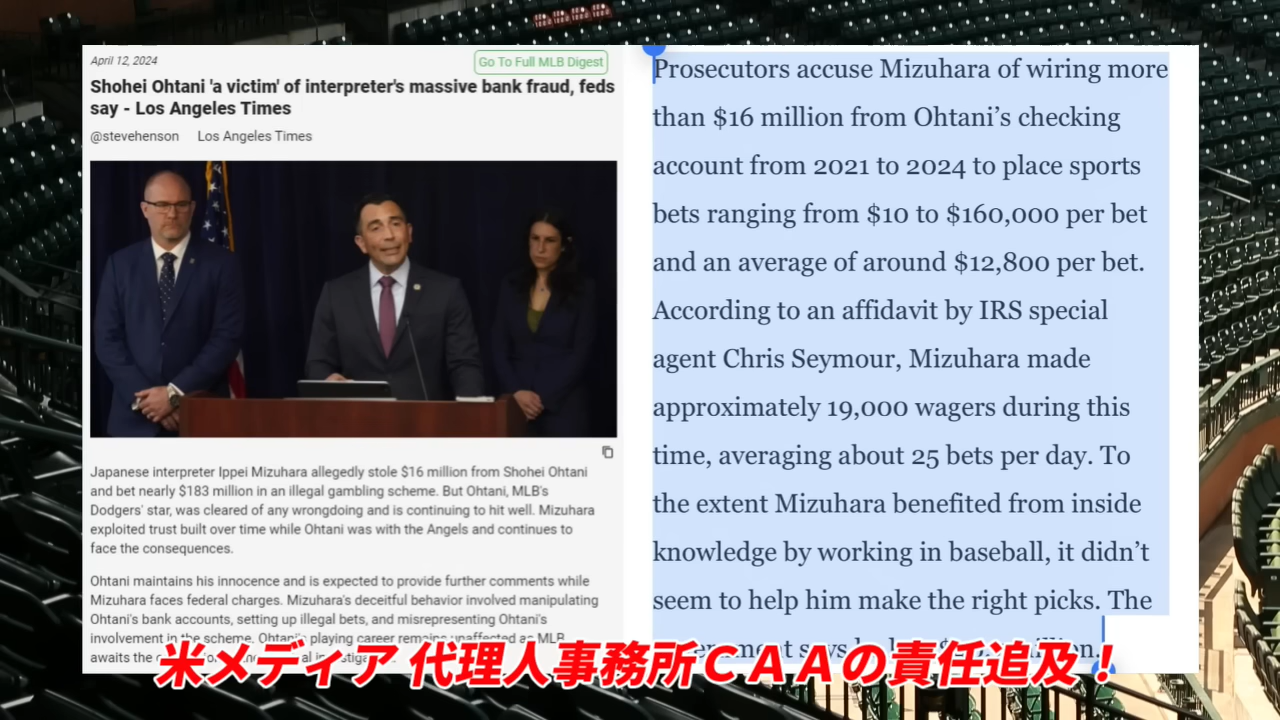 April 12, 2024
Go To Full MLB Digest
Shohei Ohtani 'a victim' of interpreter's massive bank fraud, feds
say - Los Angeles Times
@stevehenson Los Angeles Times
Japanese interpreter Ippei Mizuhara allegedly stole $16 million from Shohei Ohtani
and bet nearly $183 million in an illegal gambling scheme. But Ohtani, MLB's
Dodgers' star, was cleared of any wrongdoing and is continuing to hit well. Mizuhara
exploited trust built over time while Ohtani was with the Angels and continues to
face the consequences.
Ohtani maintains his innocence and is expected to provide further comments while
Mizuhara faces federal charges. Mizuhara's deceitful behavior involved manipulating
Ohtani's bank accounts, setting up illegal bets, and misrepresenting Ohtani's
involvement in the scheme. Ohtani's playing career remains unaffected as MLB
awaits the
Prosecutors accuse Mizuhara of wiring more
than $16 million from Ohtani's checking
account from 2021 to 2024 to place sports
bets ranging from $10 to $160,000 per bet
and an average of around $12,800 per bet.
According to an affidavit by IRS special
agent Chris Seymour, Mizuhara made
approximately 19,000 wagers during this
time, averaging about 25 bets per day. To
the extent Mizuhara benefited from inside
knowledge by working in baseball, it didn't
seem to help him make the right picks. The
says
米メディア 代理人事務所ＣＡＡの責任追及！